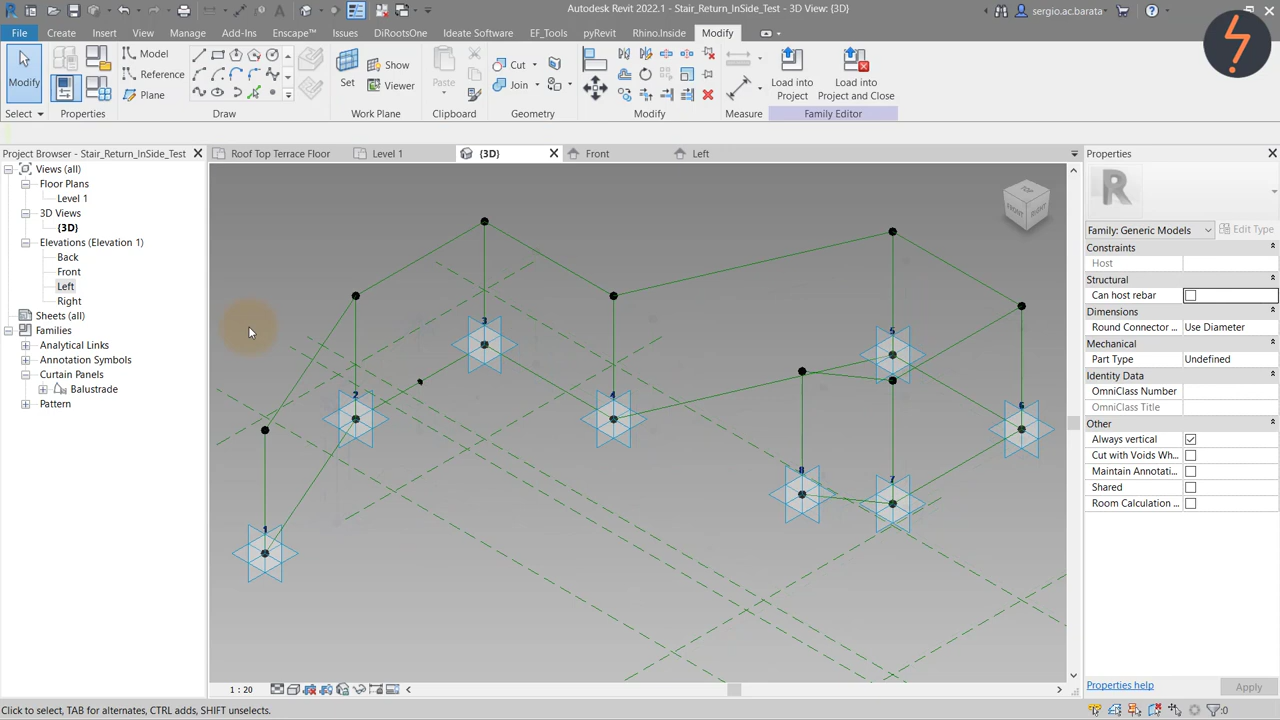 Autodesk Revit 2022.1 - Stair_Return_InSide_Test - 3D View: {3D}
sergio.ac.barata
File Create Insert View Manage Add-Ins Enscape™ Issues DiRootsOne Ideate Software EF_Tools pyRevit Rhino.Inside Modify
Modify
Model
Reference
Plane
Set
Show
Viewer
Paste
Cut
Join
Load into Project
Load into Project and Close
Select Properties Draw Work Plane Clipboard Geometry Modify Measure Family Editor
Project Browser - Stair_Return_InSide_Test
Roof Top Terrace Floor
Level 1
{3D}
Front
Left
Properties
Views (all)
Floor Plans
Level 1
3D Views
{3D}
Elevations (Elevation 1)
Back
Front
Left
Right
Sheets (all)
Families
Analytical Links
Annotation Symbols
Curtain Panels
Balustrade
Pattern
TOP
FRONT
RIGHT
1
2
3
4
5
6
7
8
R
Family: Generic Models
Edit Type
Constraints
Host
Structural
Can host rebar
Dimensions
Round Connector ... Use Diameter
Mechanical
Part Type Undefined
Identity Data
OmniClass Number
OmniClass Title
Other
Always vertical
Cut with Voids Wh...
Maintain Annotati...
Shared
Room Calculation ...
Properties help
Apply
1 : 20
Click to select, TAB for alternates, CTRL adds, SHIFT unselects.
:0